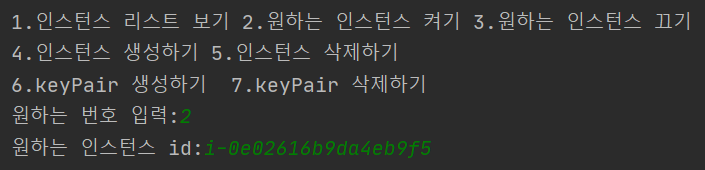 1.인스턴스 리스트 보기 2.원하는 인스턴스 켜기 3.원하는 인스턴스 끄기
4.인스턴스 생성하기 5.인스턴스 삭제하기
6.keyPair 생성하기  7.keyPair 삭제하기
원하는 번호 입력:2
원하는 인스턴스 id:i-0e02616b9da4eb9f5